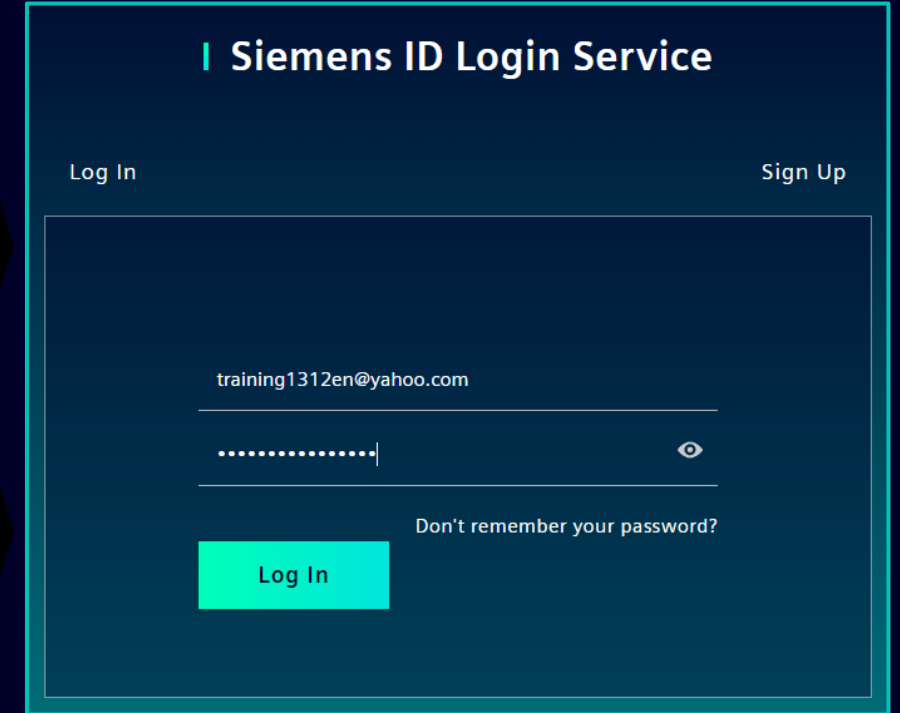 Siemens ID Login Service
Log In
Sign Up
training1312en@yahoo.com
••••••••••••••••
Don't remember your password?
Log In